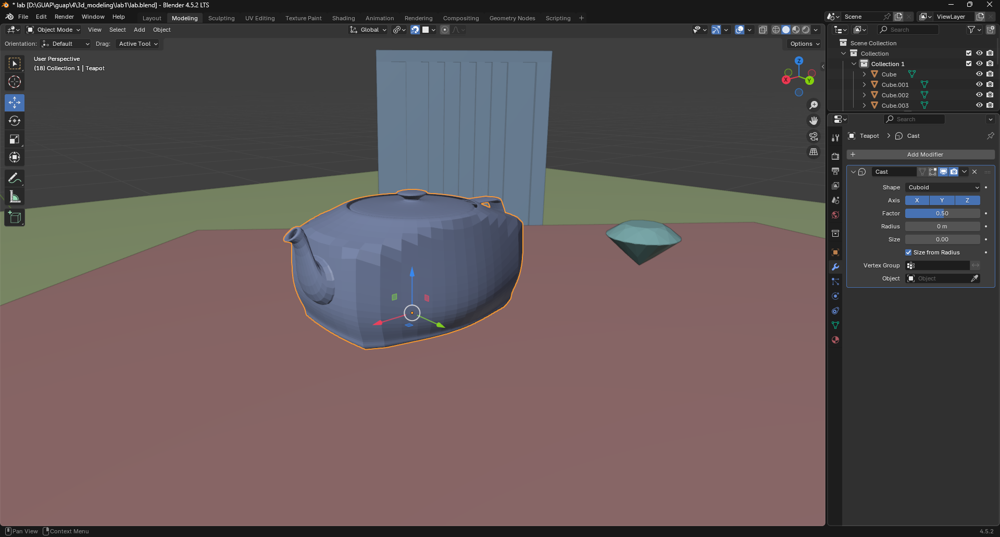 * lab [D:\GUAP\guap\4\3d_modeling\lab1\lab.blend] - Blender 4.5.2 LTS
File Edit Render Window Help Layout Modeling Sculpting UV Editing Texture Paint Shading Animation Rendering Compositing Geometry Nodes Scripting + Scene ViewLayer
Object Mode View Select Add Object Global Search
Orientation: Default Drag: Active Tool Options
User Perspective
(18) Collection 1 | Teapot
Z
X
Y
Scene Collection
Collection
Collection 1
Cube
Cube.001
Cube.002
Cube.003
Search
Teapot > Cast
+ Add Modifier
Cast
Shape Cuboid
Axis X Y Z
Factor 0.50
Radius 0 m
Size 0.00
Size from Radius
Vertex Group
Object Object
Pan View Context Menu 4.5.2